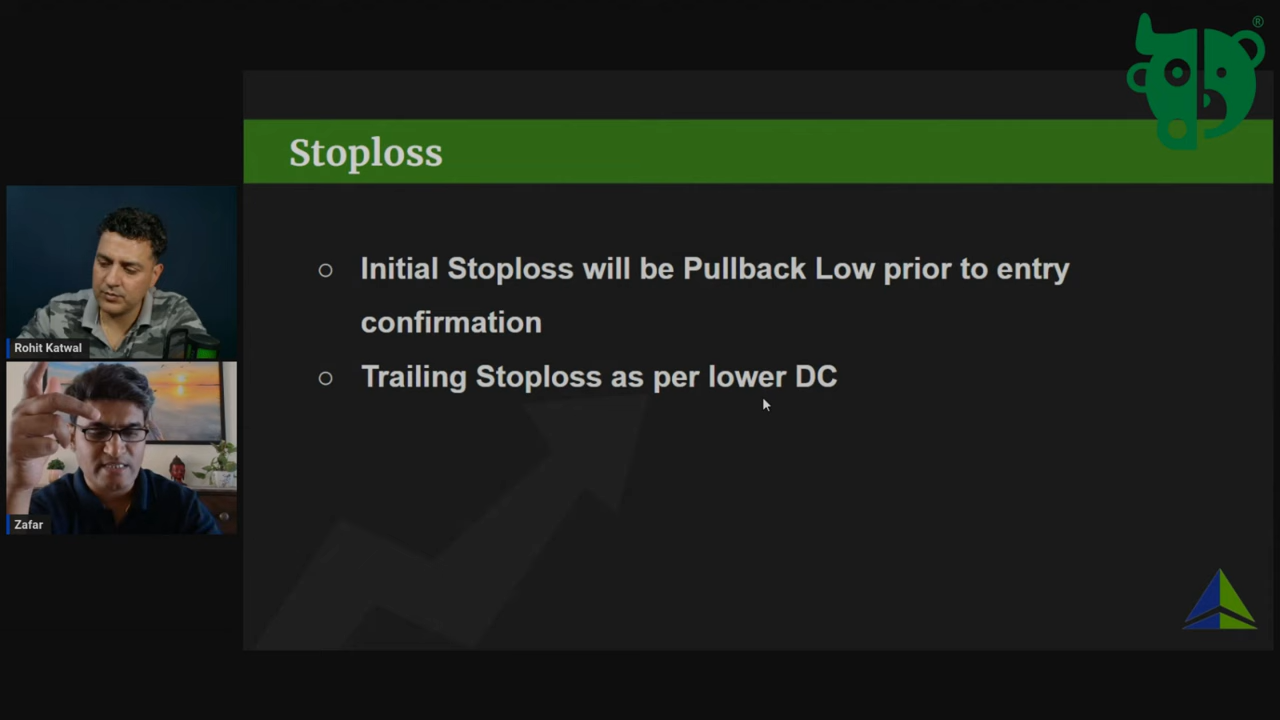 ®
Stoploss
Initial Stoploss will be Pullback Low prior to entry
confirmation
Trailing Stoploss as per lower DC
Rohit Katwal
Zafar